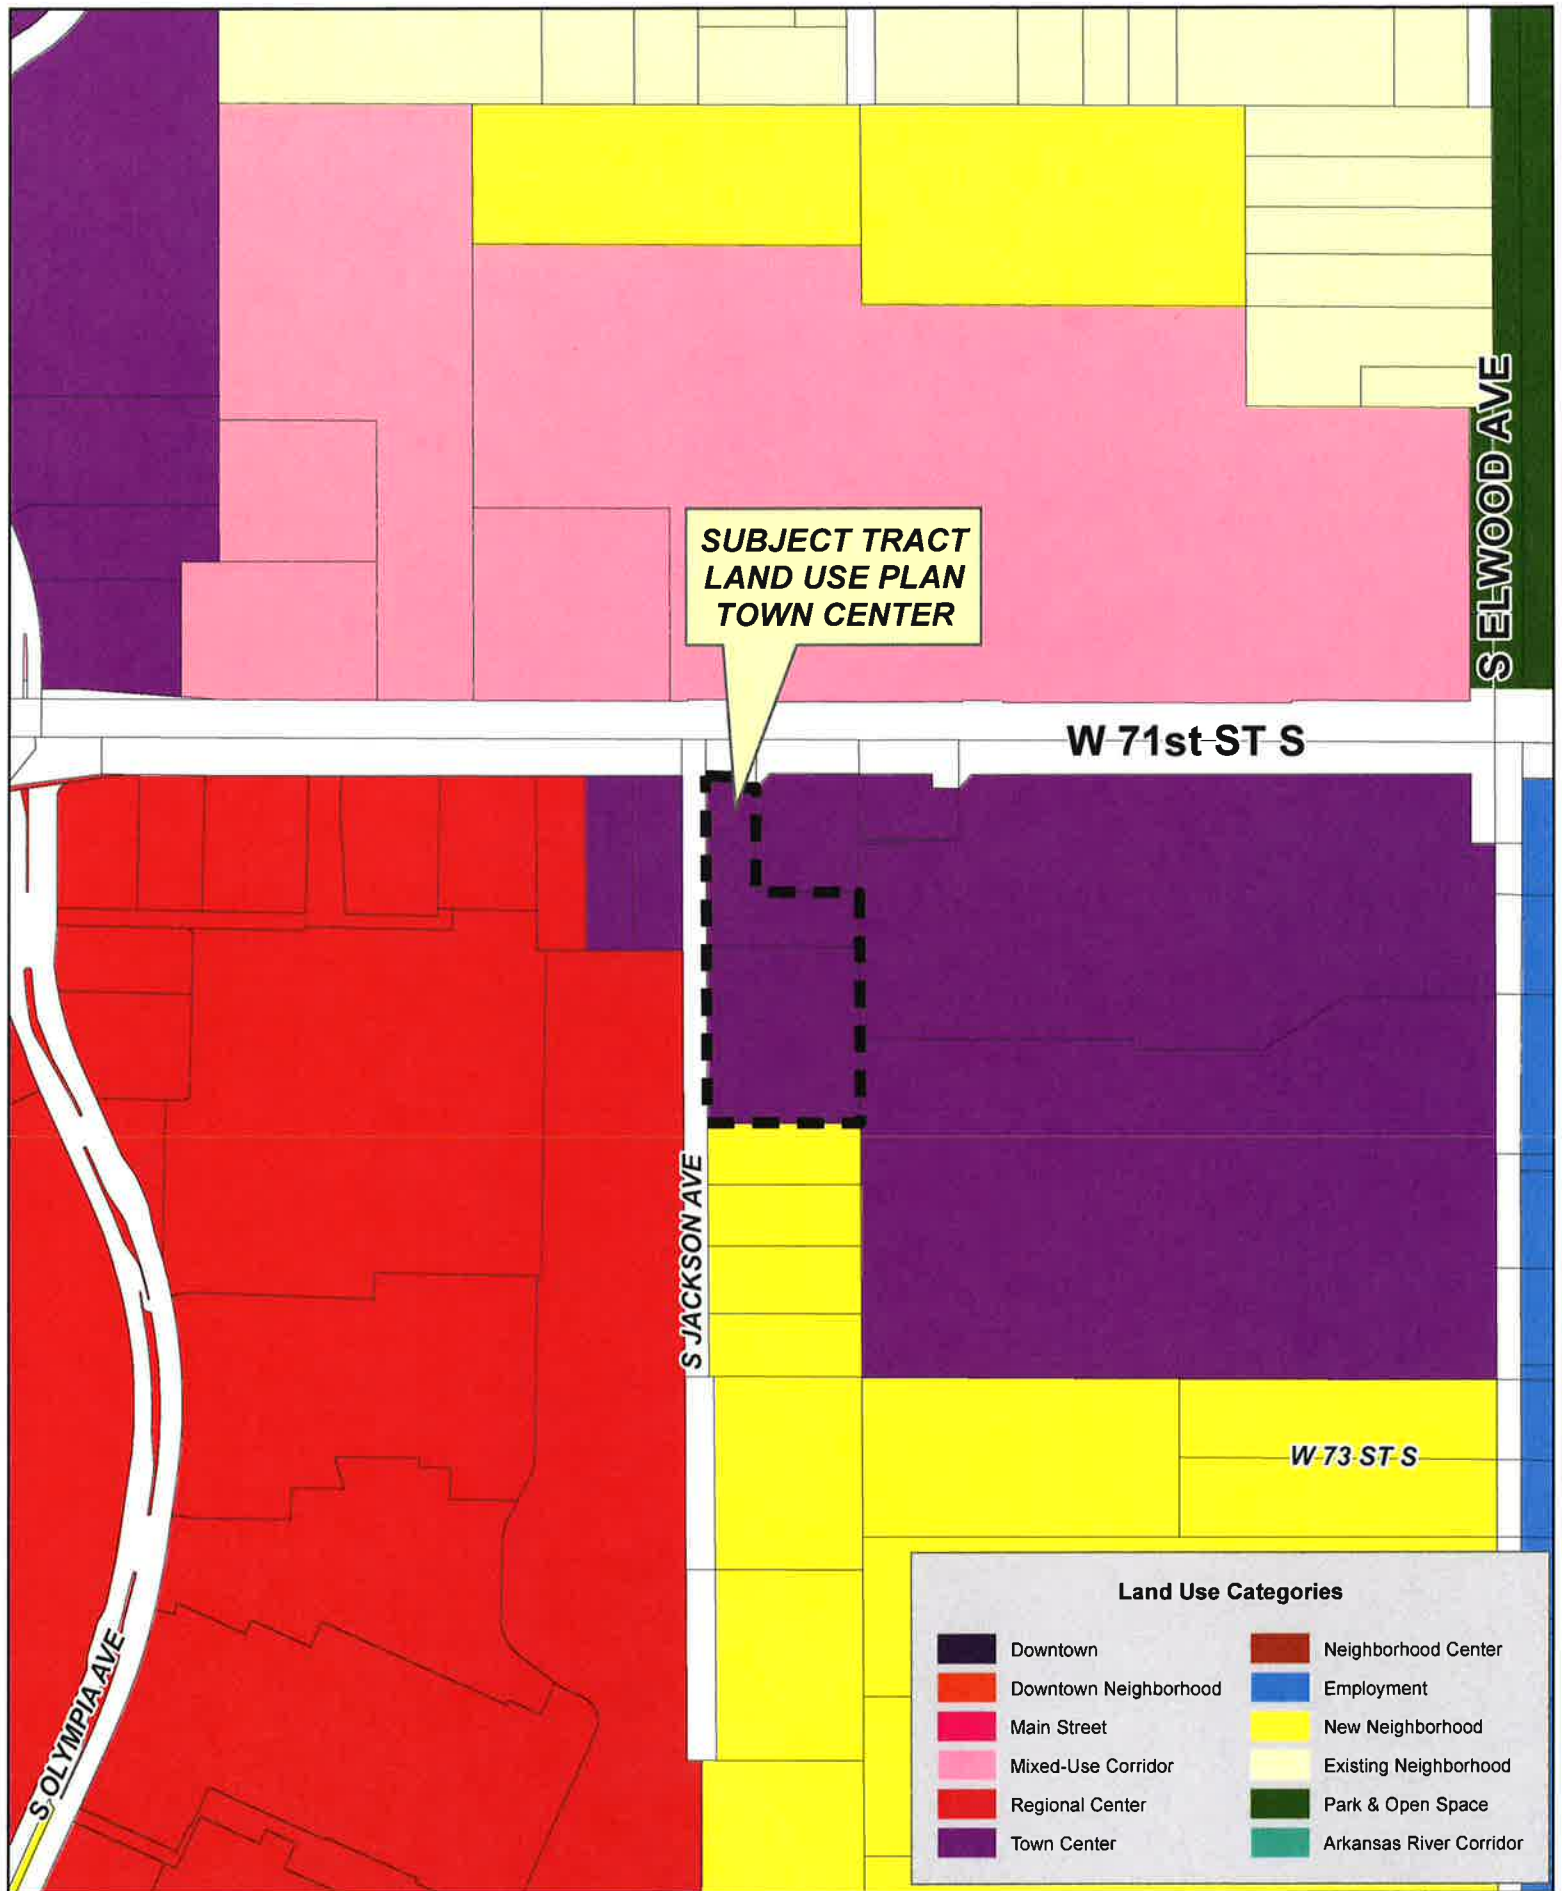 SUBJECT TRACT
LAND USE PLAN
TOWN CENTER
S ELWOOD AVE
W 71st ST S
S JACKSON AVE
W 73 ST S
S OLYMPIA AVE
Land Use Categories
Downtown
Downtown Neighborhood
Main Street
Mixed-Use Corridor
Regional Center
Town Center
Neighborhood Center
Employment
New Neighborhood
Existing Neighborhood
Park & Open Space
Arkansas River Corridor